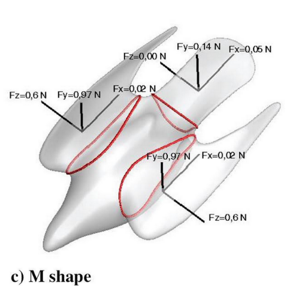 Fz=0,00 N Fy=0,14 N Fx=0,05 N
Fz=0,6 N Fy=0,97 N Fx=0,02 N
Fy=0,97 N Fx=0,02 N
Fz=0,6 N
c) M shape